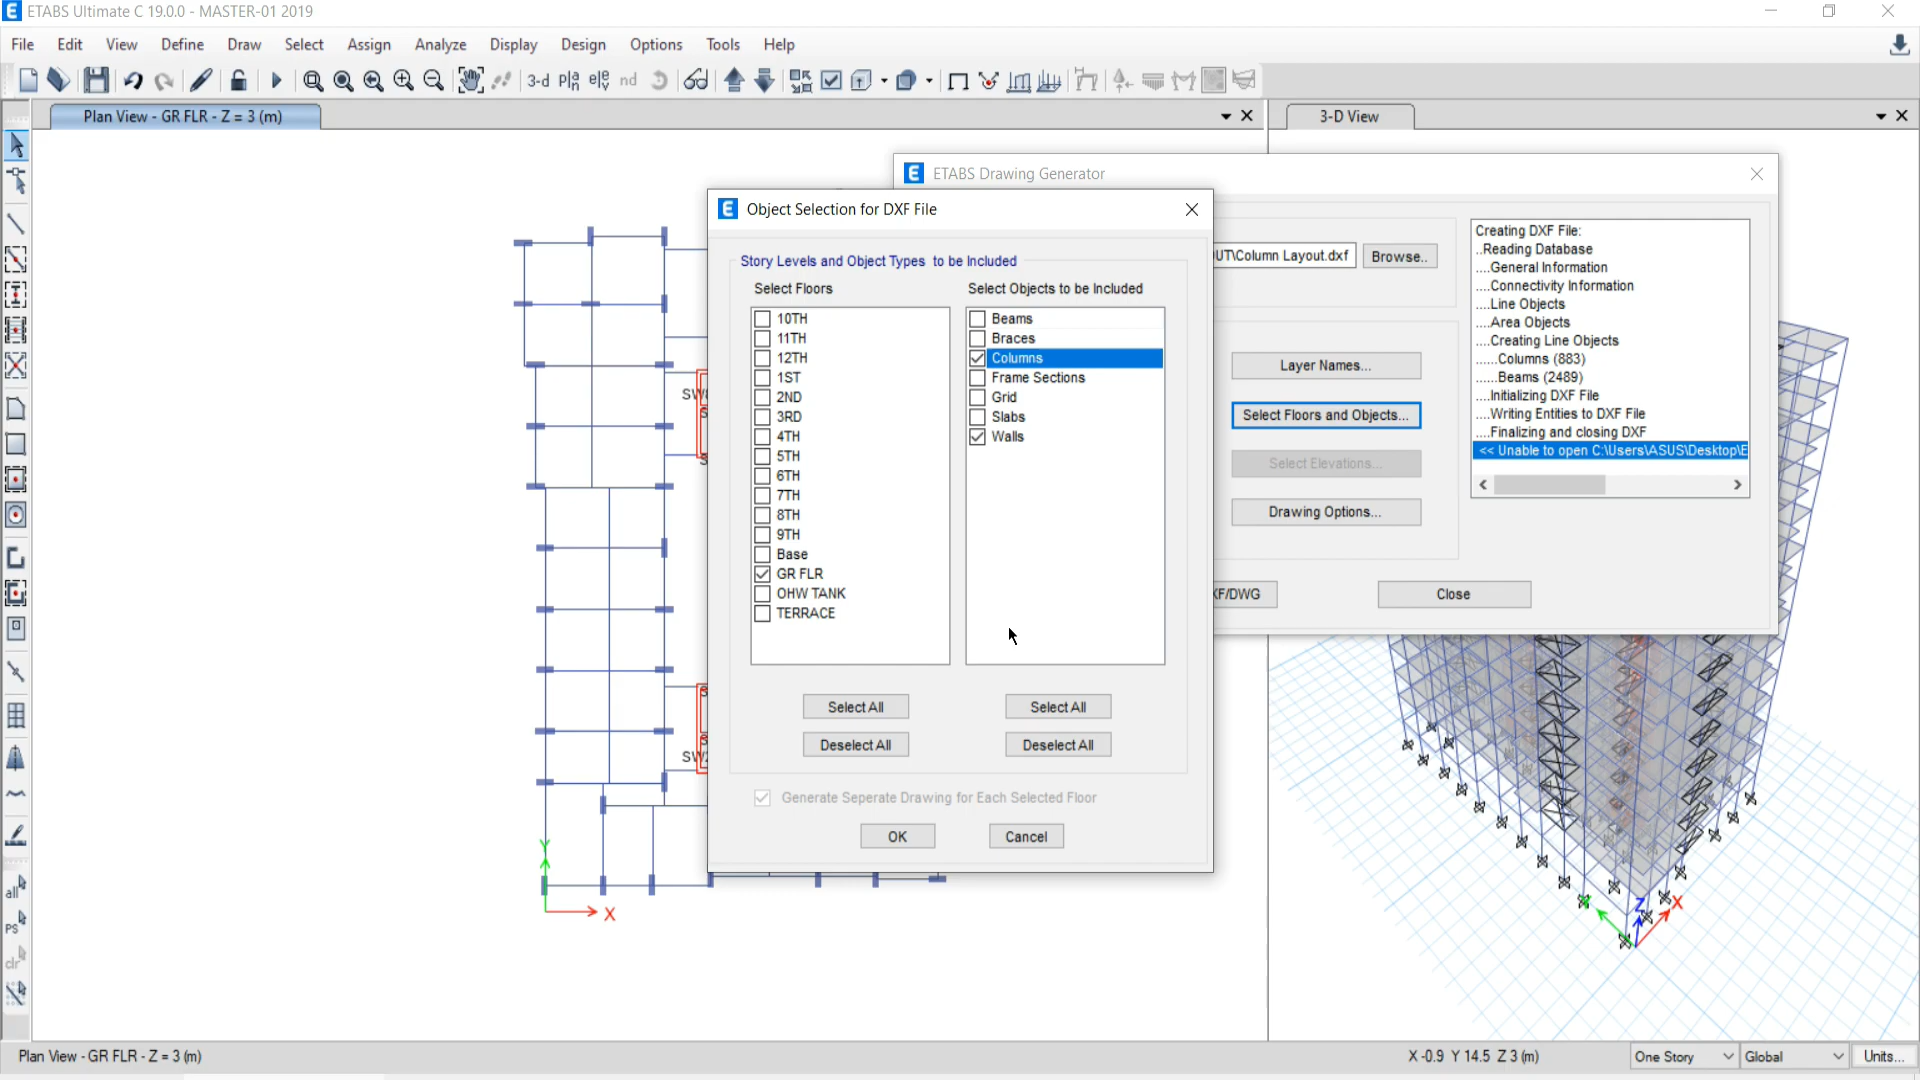 ETABS Ultimate C 19.0.0 - MASTER-01 2019
File Edit View Define Draw Select Assign Analyze Display Design Options Tools Help
3-d pla ele nd
Plan View - GR FLR - Z = 3 (m)
3-D View
ETABS Drawing Generator
Object Selection for DXF File
Story Levels and Object Types to be Included
Select Floors
Select Objects to be Included
10TH
11TH
12TH
1ST
2ND
3RD
4TH
5TH
6TH
7TH
8TH
9TH
Base
GR FLR
OHW TANK
TERRACE
Beams
Braces
Columns
Frame Sections
Grid
Slabs
Walls
Select All
Deselect All
Select All
Deselect All
Generate Seperate Drawing for Each Selected Floor
OK
Cancel
UT\Column Layout.dxf
Browse..
Layer Names...
Select Floors and Objects...
Select Elevations...
Drawing Options...
XF/DWG
Close
Creating DXF File:
..Reading Database
....General Information
....Connectivity Information
....Line Objects
....Area Objects
....Creating Line Objects
......Columns (883)
......Beams (2489)
....Initializing DXF File
....Writing Entities to DXF File
....Finalizing and closing DXF
<< Unable to open C:\Users\ASUS\Desktop\E
Y
X
Z
X
all
PS
clr
Plan View - GR FLR - Z = 3 (m)
X -0.9 Y 14.5 Z 3 (m)
One Story
Global
Units...